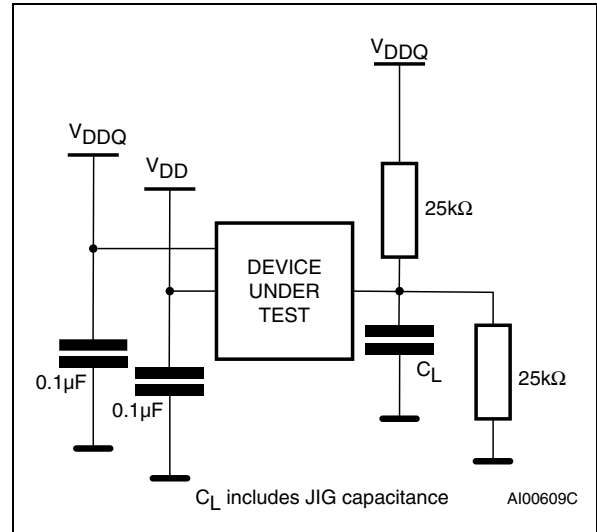 VDDQ
VDDQ
VDD
25kΩ
DEVICE
UNDER
TEST
CL
0.1µF
0.1µF
25kΩ
CL includes JIG capacitance
AI00609C